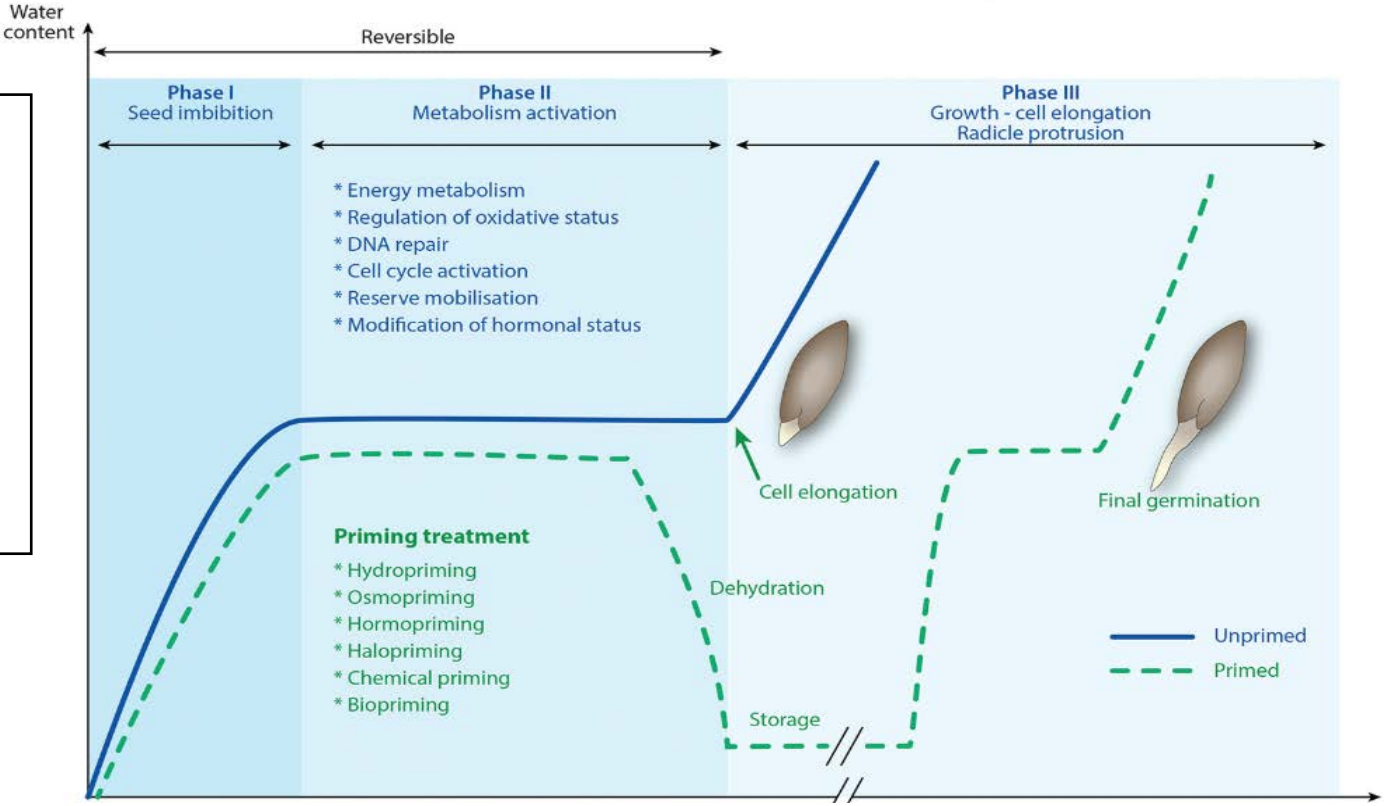 Water
content
Reversible
Phase I
Seed imbibition
Phase II
Metabolism activation
Phase III
Growth - cell elongation
Radicle protrusion
* Energy metabolism
* Regulation of oxidative status
* DNA repair
* Cell cycle activation
* Reserve mobilisation
* Modification of hormonal status
Cell elongation
Final germination
Priming treatment
* Hydropriming
* Osmopriming
* Hormopriming
* Halopriming
* Chemical priming
* Biopriming
Dehydration
Storage
Unprimed
Primed